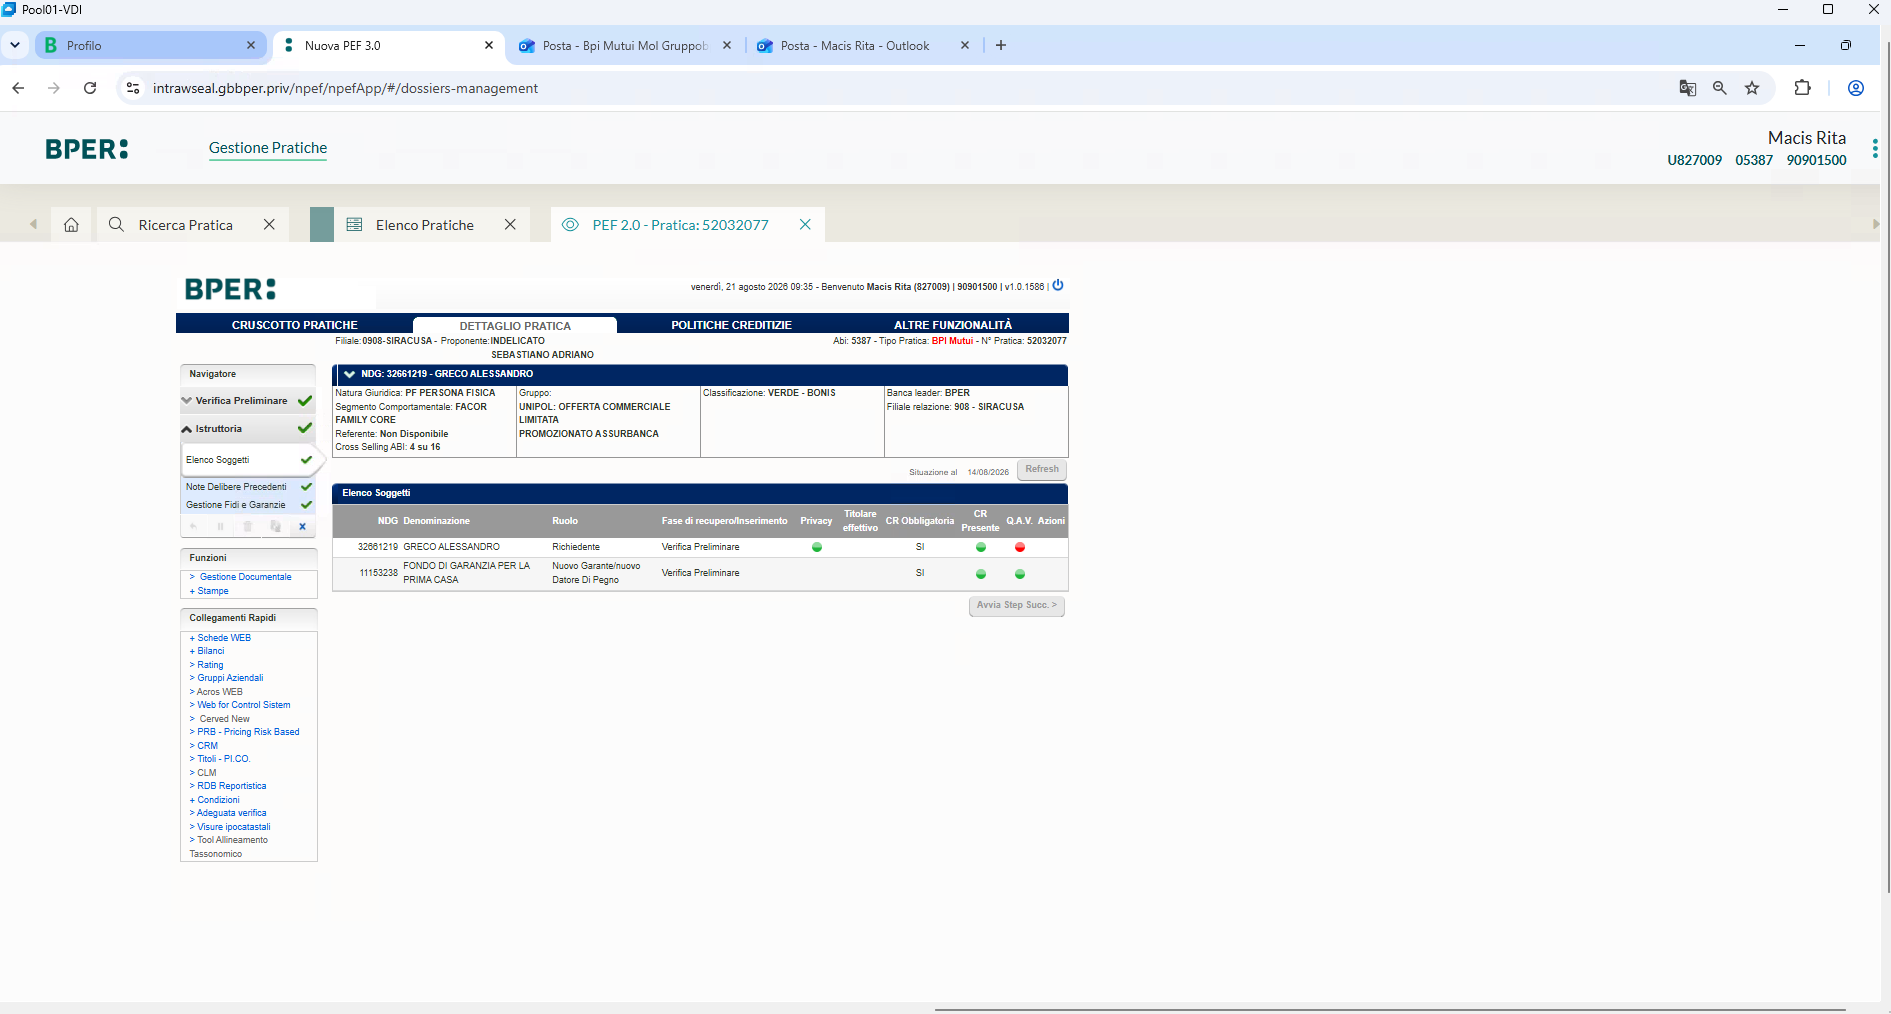 Pool01-VDI
Profilo
Nuova PEF 3.0
Posta - Bpi Mutui Mol Gruppob
Posta - Macis Rita - Outlook
intrawseal.gbbper.priv/npef/npefApp/#/dossiers-management
BPER:
Gestione Pratiche
Macis Rita
U827009 05387 90901500
Ricerca Pratica
Elenco Pratiche
PEF 2.0 - Pratica: 52032077
BPER:
venerdì, 21 agosto 2026 09:35 - Benvenuto Macis Rita (827009) | 90901500 | v1.0.1586 |
CRUSCOTTO PRATICHE
DETTAGLIO PRATICA
POLITICHE CREDITIZIE
ALTRE FUNZIONALITÀ
Filiale: 0908-SIRACUSA - Proponente: INDELICATO
SEBASTIANO ADRIANO
Abi: 5387 - Tipo Pratica: BPI Mutui - N° Pratica: 52032077
Navigatore
Verifica Preliminare
Istruttoria
Elenco Soggetti
Note Delibere Precedenti
Gestione Fidi e Garanzie
Funzioni
> Gestione Documentale
+ Stampe
Collegamenti Rapidi
+ Schede WEB
+ Bilanci
> Rating
> Gruppi Aziendali
> Acros WEB
> Web for Control Sistem
> Cerved New
> PRB - Pricing Risk Based
> CRM
> Titoli - PI.CO.
> CLM
> RDB Reportistica
+ Condizioni
> Adeguata verifica
> Visure ipocatastali
> Tool Allineamento
Tassonomico
NDG: 32661219 - GRECO ALESSANDRO
Natura Giuridica: PF PERSONA FISICA
Segmento Comportamentale: FACOR
FAMILY CORE
Referente: Non Disponibile
Cross Selling ABI: 4 su 16
Gruppo:
UNIPOL: OFFERTA COMMERCIALE
LIMITATA
PROMOZIONATO ASSURBANCA
Classificazione: VERDE - BONIS
Banca leader: BPER
Filiale relazione: 908 - SIRACUSA
Situazione al 14/08/2026
Refresh
Elenco Soggetti
NDG Denominazione Ruolo Fase di recupero/Inserimento Privacy Titolare effettivo CR Obbligatoria CR Presente Q.A.V. Azioni
32661219 GRECO ALESSANDRO Richiedente Verifica Preliminare SI
11153238 FONDO DI GARANZIA PER LA PRIMA CASA Nuovo Garante/nuovo Datore Di Pegno Verifica Preliminare SI
Avvia Step Succ. >